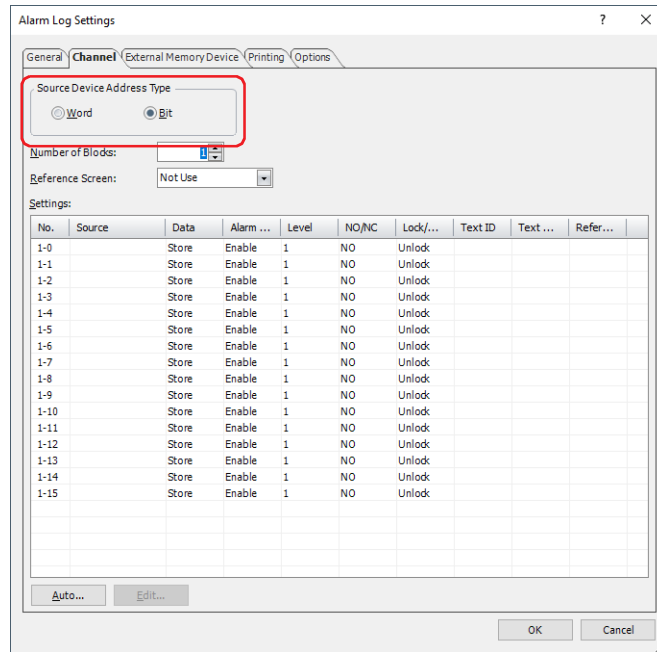 Alarm Log Settings ? ×
General Channel External Memory Device Printing Options
Source Device Address Type
Word Bit
Number of Blocks: 1
Reference Screen: Not Use
Settings:
No. Source Data Alarm ... Level NO/NC Lock/... Text ID Text ... Refer...
1-0 Store Enable 1 NO Unlock
1-1 Store Enable 1 NO Unlock
1-2 Store Enable 1 NO Unlock
1-3 Store Enable 1 NO Unlock
1-4 Store Enable 1 NO Unlock
1-5 Store Enable 1 NO Unlock
1-6 Store Enable 1 NO Unlock
1-7 Store Enable 1 NO Unlock
1-8 Store Enable 1 NO Unlock
1-9 Store Enable 1 NO Unlock
1-10 Store Enable 1 NO Unlock
1-11 Store Enable 1 NO Unlock
1-12 Store Enable 1 NO Unlock
1-13 Store Enable 1 NO Unlock
1-14 Store Enable 1 NO Unlock
1-15 Store Enable 1 NO Unlock
Auto... Edit...
OK Cancel